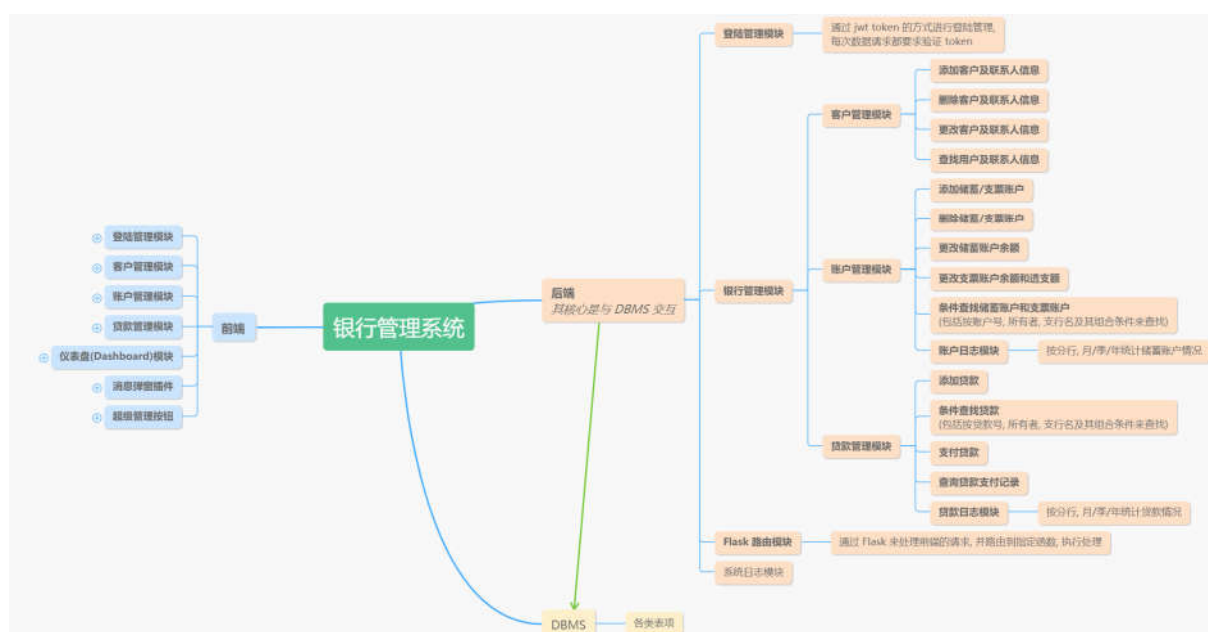 银行管理系统
前端
登陆管理模块
客户管理模块
账户管理模块
贷款管理模块
仪表盘(Dashboard)模块
消息弹窗插件
超级管理按钮
后端
其核心是与 DBMS 交互
登陆管理模块
通过 jwt token 的方式进行登陆管理,
每次数据请求都要求验证 token
银行管理模块
客户管理模块
添加客户及联系人信息
删除客户及联系人信息
更改客户及联系人信息
查找用户及联系人信息
账户管理模块
添加储蓄/支票账户
删除储蓄/支票账户
更改储蓄账户余额
更改支票账户余额和透支额
条件查找储蓄账户和支票账户
(包括按账户号, 所有者, 支行名及其组合条件来查找)
账户日志模块
按分行, 月/季/年统计储蓄账户情况
贷款管理模块
添加贷款
条件查找贷款
(包括按贷款号, 所有者, 支行名及其组合条件来查找)
支付贷款
查询贷款支付记录
贷款日志模块
按分行, 月/季/年统计贷款情况
Flask 路由模块
通过 Flask 来处理前端的请求, 并路由到指定函数, 执行处理
系统日志模块
DBMS
各类表项